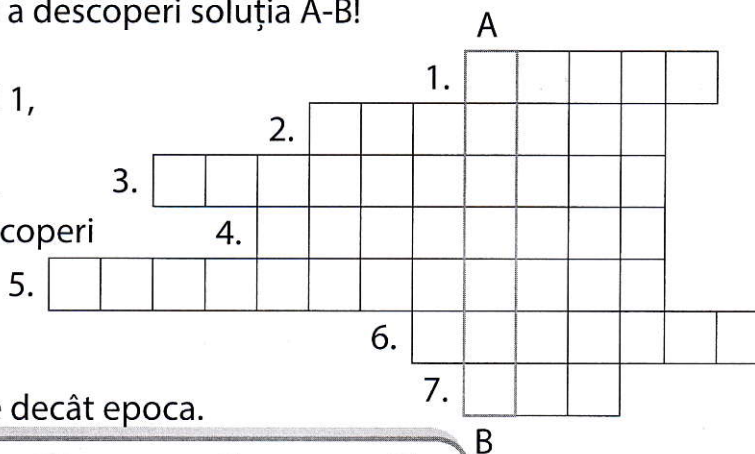 a descoperi soluția A-B!
A
1.
1,
2.
3.
coperi
4.
5.
6.
7.
decât epoca.
B